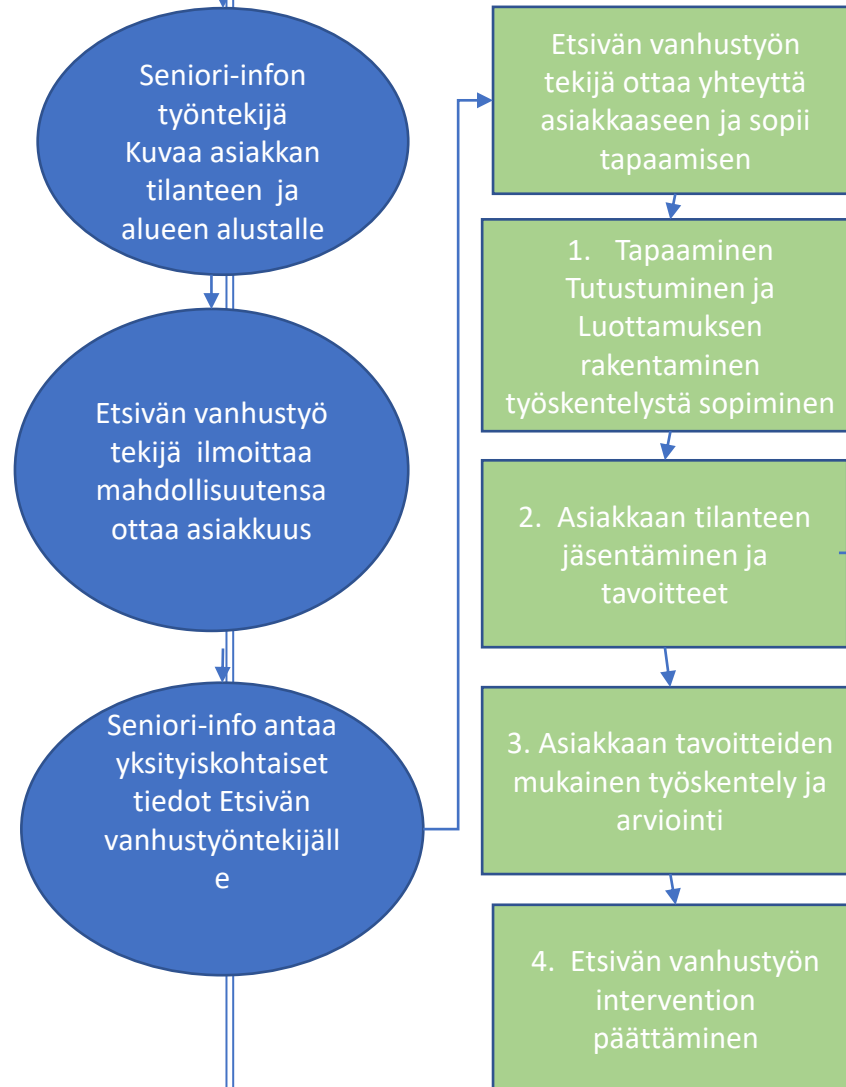 Seniori-infon
työntekijä
Kuvaa asiakkan
tilanteen ja
alueen alustalle
Etsivän vanhustyö
tekijä ilmoittaa
mahdollisuutensa
ottaa asiakkuus
Seniori-info antaa
yksityiskohtaiset
tiedot Etsivän
vanhustyöntekijäll
e
Etsivän vanhustyön
tekijä ottaa yhteyttä
asiakkaaseen ja sopii
tapaamisen
1. Tapaaminen
Tutustuminen ja
Luottamuksen
rakentaminen
työskentelystä sopiminen
2. Asiakkaan tilanteen
jäsentäminen ja
tavoitteet
3. Asiakkaan tavoitteiden
mukainen työskentely ja
arviointi
4. Etsivän vanhustyön
intervention
päättäminen